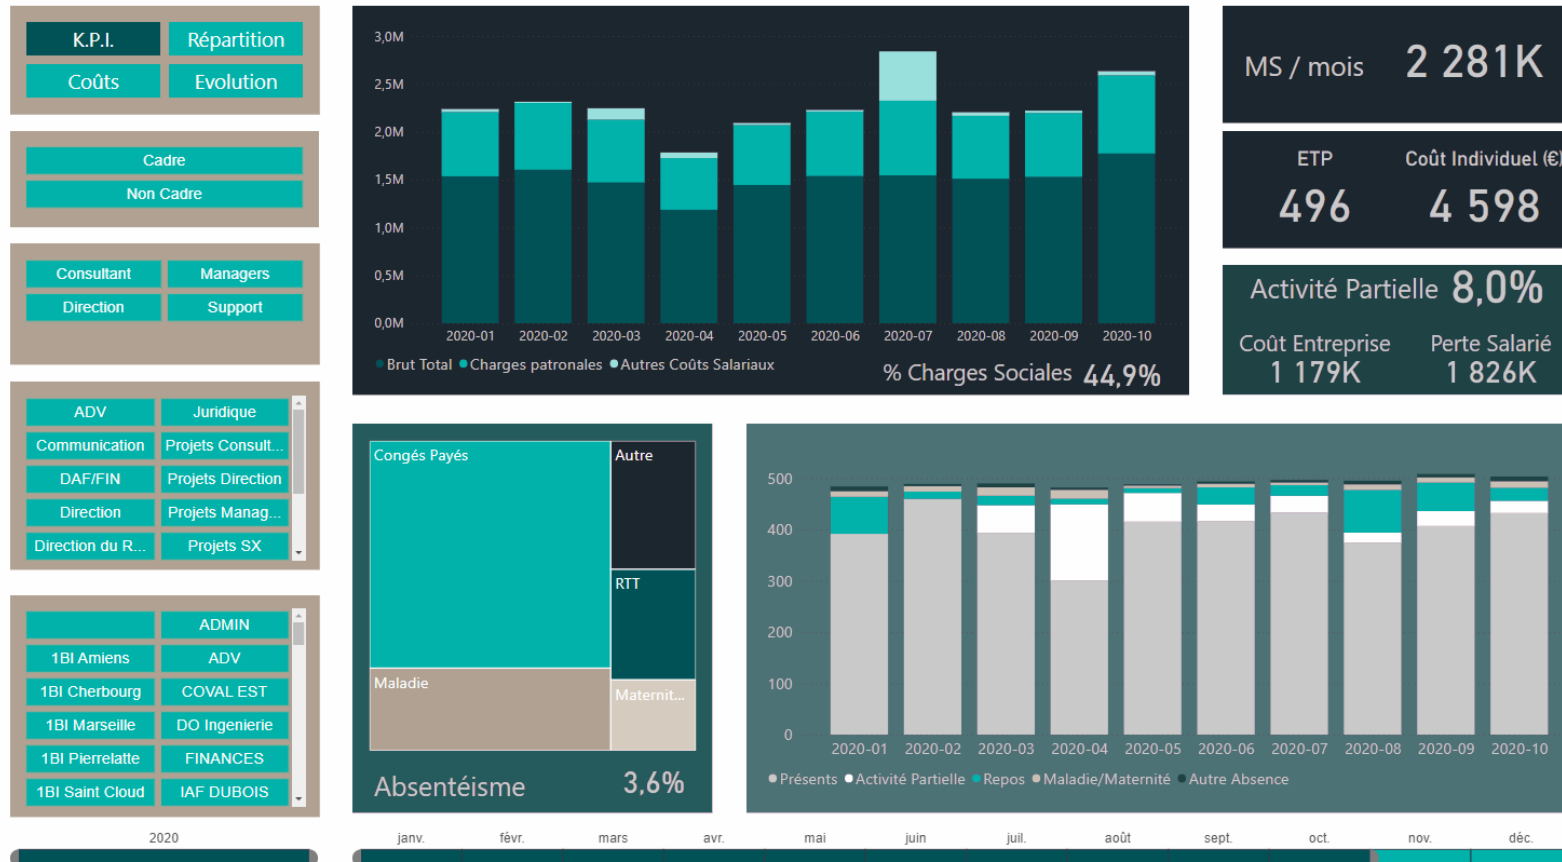 K.P.I. Répartition
Coûts Evolution
Cadre
Non Cadre
Consultant Managers
Direction Support
ADV Juridique
Communication Projets Consult...
DAF/FIN Projets Direction
Direction Projets Manag...
Direction du R... Projets SX
ADMIN
1BI Amiens ADV
1BI Cherbourg COVAL EST
1BI Marseille DO Ingenierie
1BI Pierrelatte FINANCES
1BI Saint Cloud IAF DUBOIS
2020
3,0M
2,5M
2,0M
1,5M
1,0M
0,5M
0,0M
2020-01 2020-02 2020-03 2020-04 2020-05 2020-06 2020-07 2020-08 2020-09 2020-10
Brut Total Charges patronales Autres Coûts Salariaux
% Charges Sociales 44,9%
MS / mois 2 281K
ETP Coût Individuel (€)
496 4 598
Activité Partielle 8,0%
Coût Entreprise Perte Salarié
1 179K 1 826K
Congés Payés Autre
RTT
Maladie Maternit...
Absentéisme 3,6%
500
400
300
200
100
0
2020-01 2020-02 2020-03 2020-04 2020-05 2020-06 2020-07 2020-08 2020-09 2020-10
Présents Activité Partielle Repos Maladie/Maternité Autre Absence
janv. févr. mars avr. mai juin juil. août sept. oct. nov. déc.